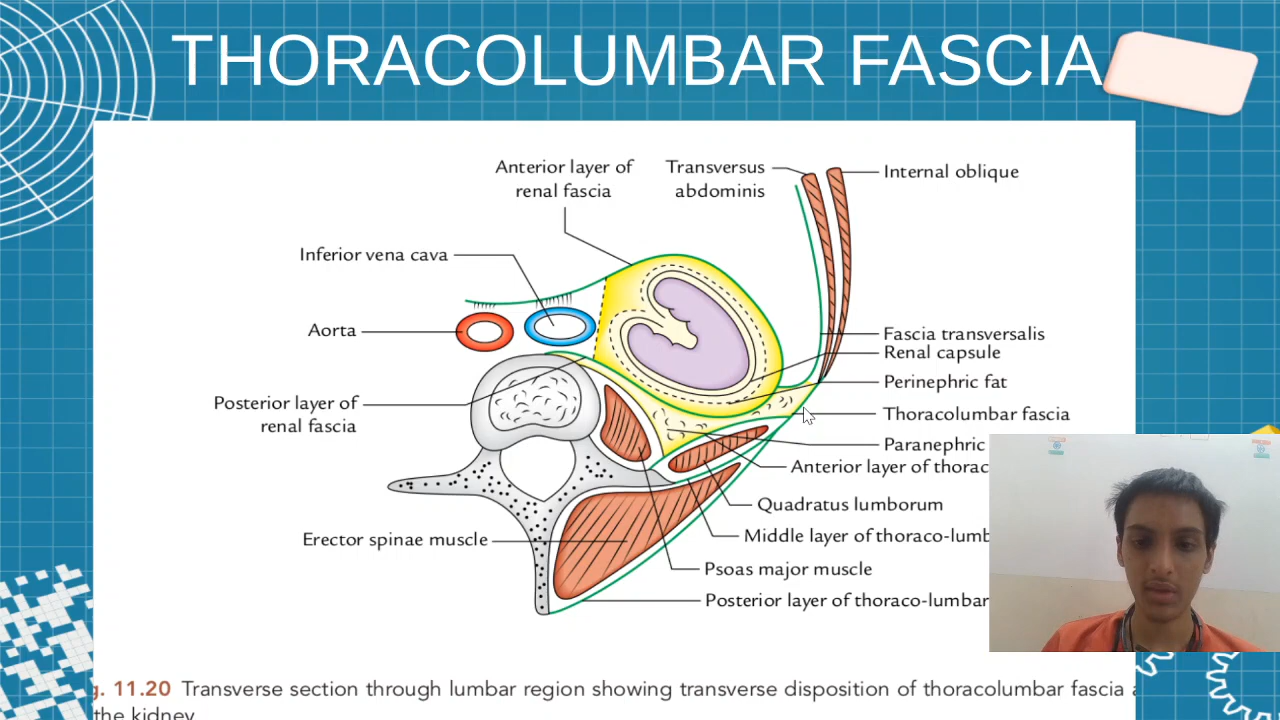 THORACOLUMBAR FASCIA
Anterior layer of
renal fascia
Transversus
abdominis
Internal oblique
Inferior vena cava
Aorta
Fascia transversalis
Renal capsule
Perinephric fat
Posterior layer of
renal fascia
Thoracolumbar fascia
Paranephric
Anterior layer of thorac
Quadratus lumborum
Erector spinae muscle
Middle layer of thoraco-lumb
Psoas major muscle
Posterior layer of thoraco-lumbar
g. 11.20 Transverse section through lumbar region showing transverse disposition of thoracolumbar fascia a
the kidney